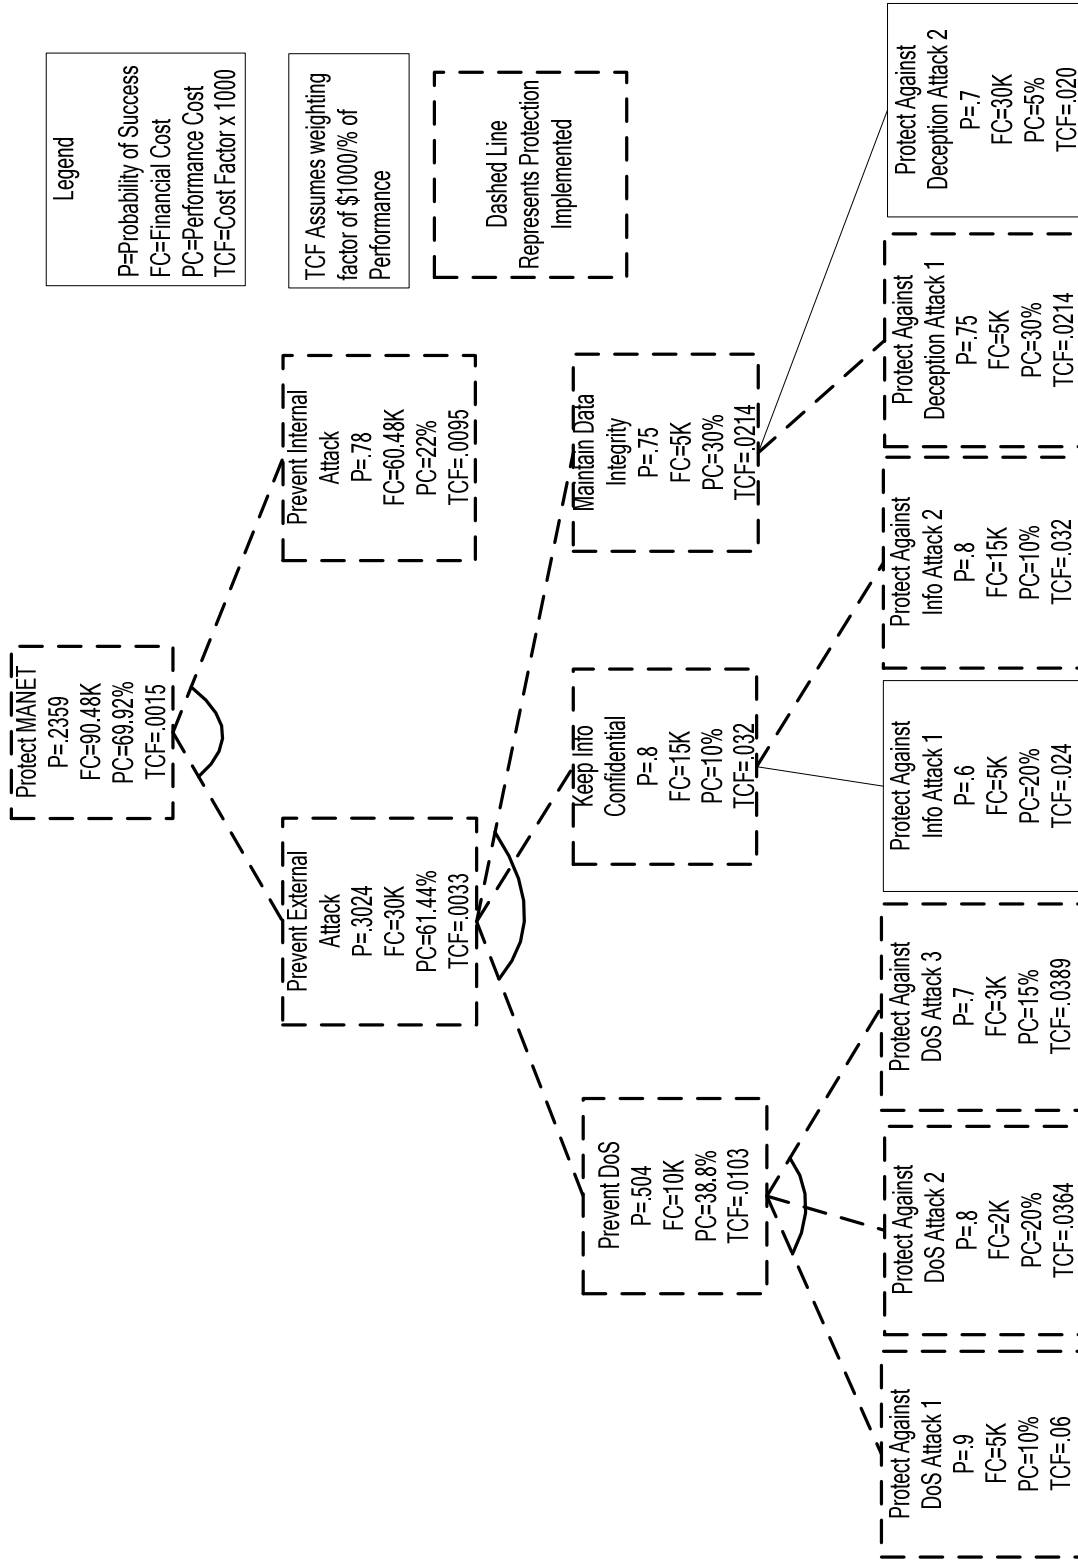 Protect MANET
P=.2359
FC=90.48K
PC=69.92%
TCF=.0015
Legend
P=Probability of Success
FC=Financial Cost
PC=Performance Cost
TCF=Cost Factor x 1000
TCF Assumes weighting
factor of $1000/% of
Performance
Dashed Line
Represents Protection
Implemented
Prevent External
Attack
P=.3024
FC=30K
PC=61.44%
TCF=.0033
Prevent Internal
Attack
P=.78
FC=60.48K
PC=22%
TCF=.0095
Prevent DoS
P=.504
FC=10K
PC=38.8%
TCF=.0103
Keep Info
Confidential
P=.8
FC=15K
PC=10%
TCF=.032
Maintain Data
Integrity
P=.75
FC=5K
PC=30%
TCF=.0214
Protect Against
DoS Attack 1
P=.9
FC=5K
PC=10%
TCF=.06
Protect Against
DoS Attack 2
P=.8
FC=2K
PC=20%
TCF=.0364
Protect Against
DoS Attack 3
P=.7
FC=3K
PC=15%
TCF=.0389
Protect Against
Info Attack 1
P=.6
FC=5K
PC=20%
TCF=.024
Protect Against
Info Attack 2
P=.8
FC=15K
PC=10%
TCF=.032
Protect Against
Deception Attack 1
P=.75
FC=5K
PC=30%
TCF=.0214
Protect Against
Deception Attack 2
P=.7
FC=30K
PC=5%
TCF=.020